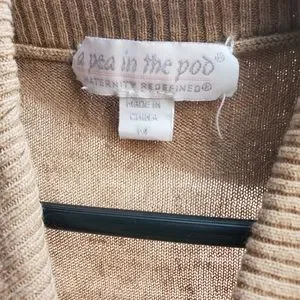 a pea in the pod®
MATERNITY REDEFINED®
MADE IN
CHINA
M